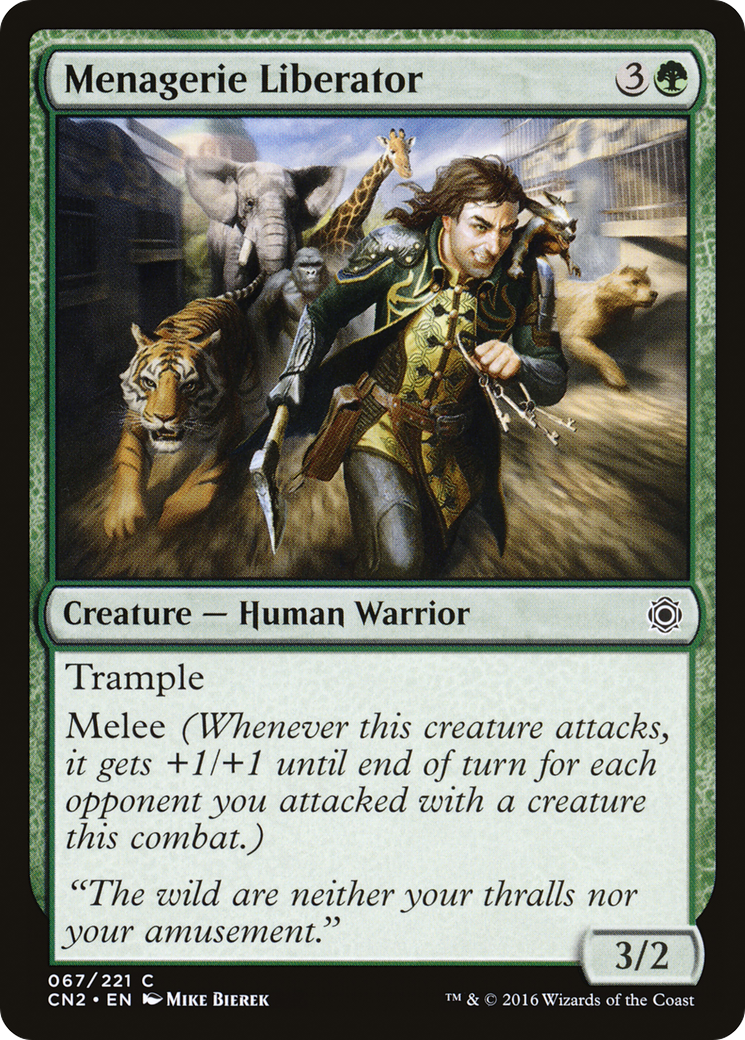 Menagerie Liberator 3
Creature — Human Warrior
Trample
Melee (Whenever this creature attacks,
it gets +1/+1 until end of turn for each
opponent you attacked with a creature
this combat.)
“The wild are neither your thralls nor
your amusement.”
3/2
067/221 C
CN2 • EN Mike Bierek
™ & © 2016 Wizards of the Coast